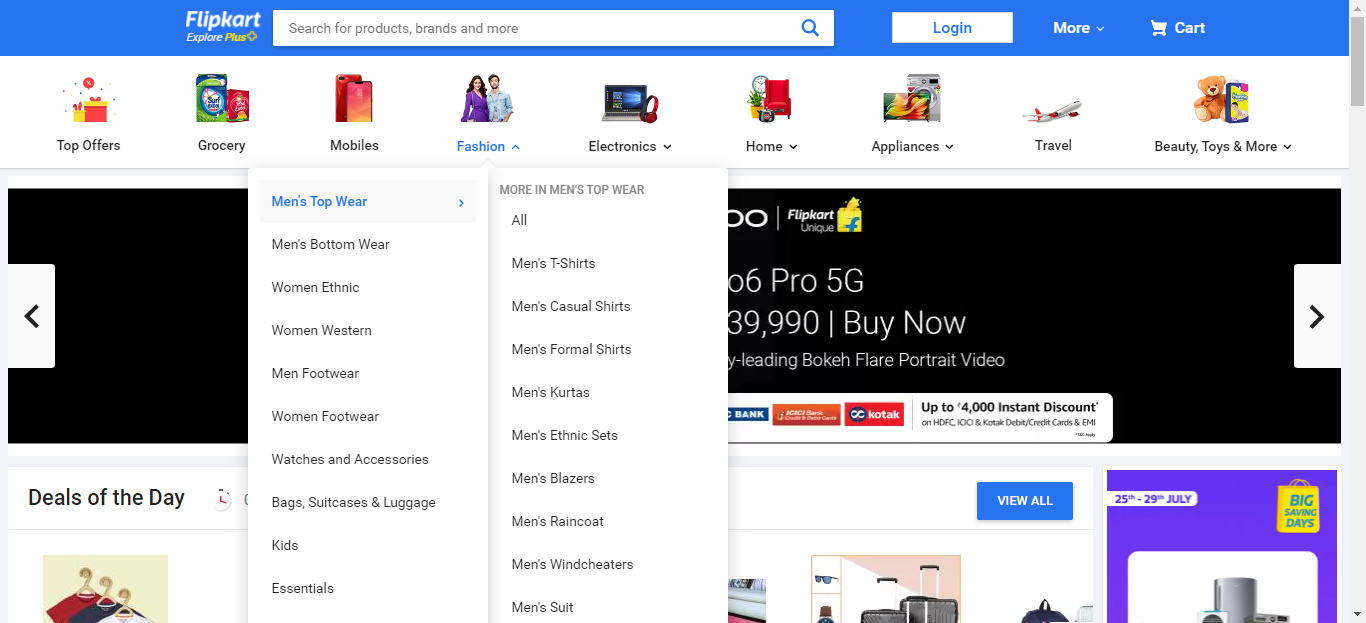 Flipkart
Explore Plus
Search for products, brands and more
Login
More
Cart
Top Offers
Grocery
Mobiles
Fashion
Electronics
Home
Appliances
Travel
Beauty, Toys & More
Men's Top Wear
Men's Bottom Wear
Women Ethnic
Women Western
Men Footwear
Women Footwear
Watches and Accessories
Bags, Suitcases & Luggage
Kids
Essentials
MORE IN MEN'S TOP WEAR
All
Men's T-Shirts
Men's Casual Shirts
Men's Formal Shirts
Men's Kurtas
Men's Ethnic Sets
Men's Blazers
Men's Raincoat
Men's Windcheaters
Men's Suit
Flipkart
Unique
o6 Pro 5G
39,990 | Buy Now
y-leading Bokeh Flare Portrait Video
BANK
ICICI Bank
Credit & Debit Cards
kotak
Up to ₹4,000 Instant Discount*
on HDFC, ICICI & Kotak Debit/Credit Cards & EMI
*T&C Apply
Deals of the Day
VIEW ALL
25th - 29th JULY
BIG
SAVING
DAYS
Surf
excel